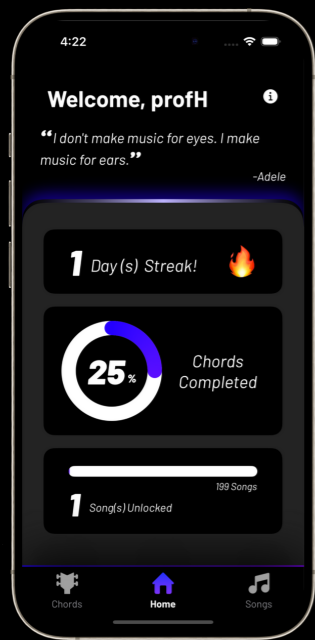 4:22
Welcome, profH
“I don't make music for eyes. I make
music for ears.”
-Adele
1 Day(s) Streak!
25%
Chords
Completed
199 Songs
1 Song(s) Unlocked
Chords
Home
Songs